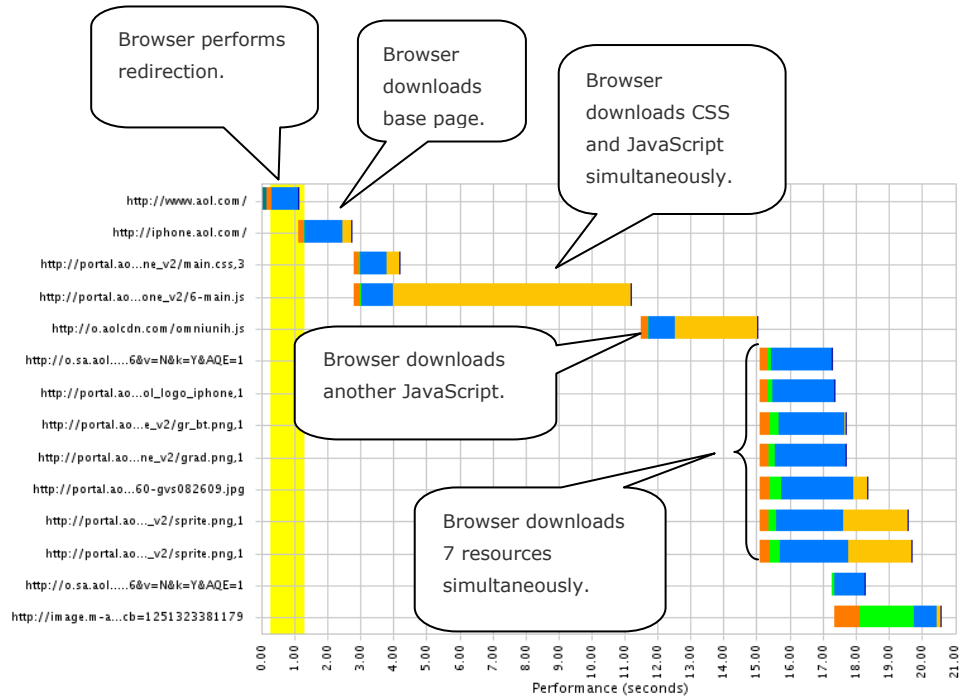 Browser performs
redirection.
Browser
downloads
base page.
Browser
downloads CSS
and JavaScript
simultaneously.
http://www.aol.com/
http://iphone.aol.com/
http://portal.ao...ne_v2/main.css,3
http://portal.ao...one_v2/6-main.js
http://o.aolcdn.com/omniunih.js
http://o.sa.aol.....6&v=N&k=Y&AQE=1
http://portal.ao...ol_logo_iphone,1
http://portal.ao...e_v2/gr_bt.png,1
http://portal.ao...ne_v2/grad.png,1
http://portal.ao...60-gvs082609.jpg
http://portal.ao..._v2/sprite.png,1
http://portal.ao..._v2/sprite.png,1
http://o.sa.aol.....6&v=N&k=Y&AQE=1
http://image.m-a...cb=1251323381179
Browser downloads
another JavaScript.
Browser downloads
7 resources
simultaneously.
0.00 1.00 2.00 3.00 4.00 5.00 6.00 7.00 8.00 9.00 10.00 11.00 12.00 13.00 14.00 15.00 16.00 17.00 18.00 19.00 20.00 21.00
Performance (seconds)